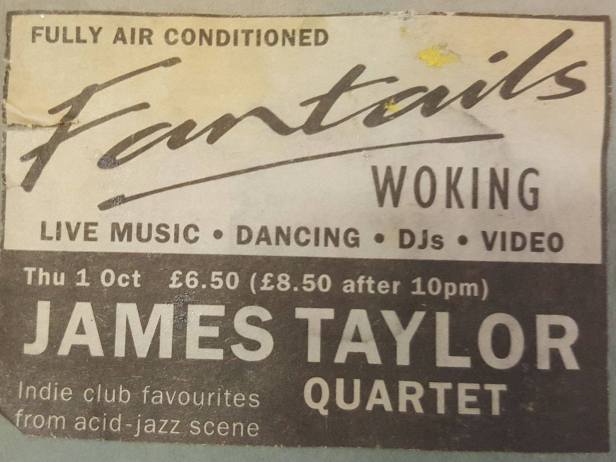 FULLY AIR CONDITIONED
Fantails
WOKING
LIVE MUSIC • DANCING • DJs • VIDEO
Thu 1 Oct £6.50 (£8.50 after 10pm)
JAMES TAYLOR
QUARTET
Indie club favourites
from acid-jazz scene